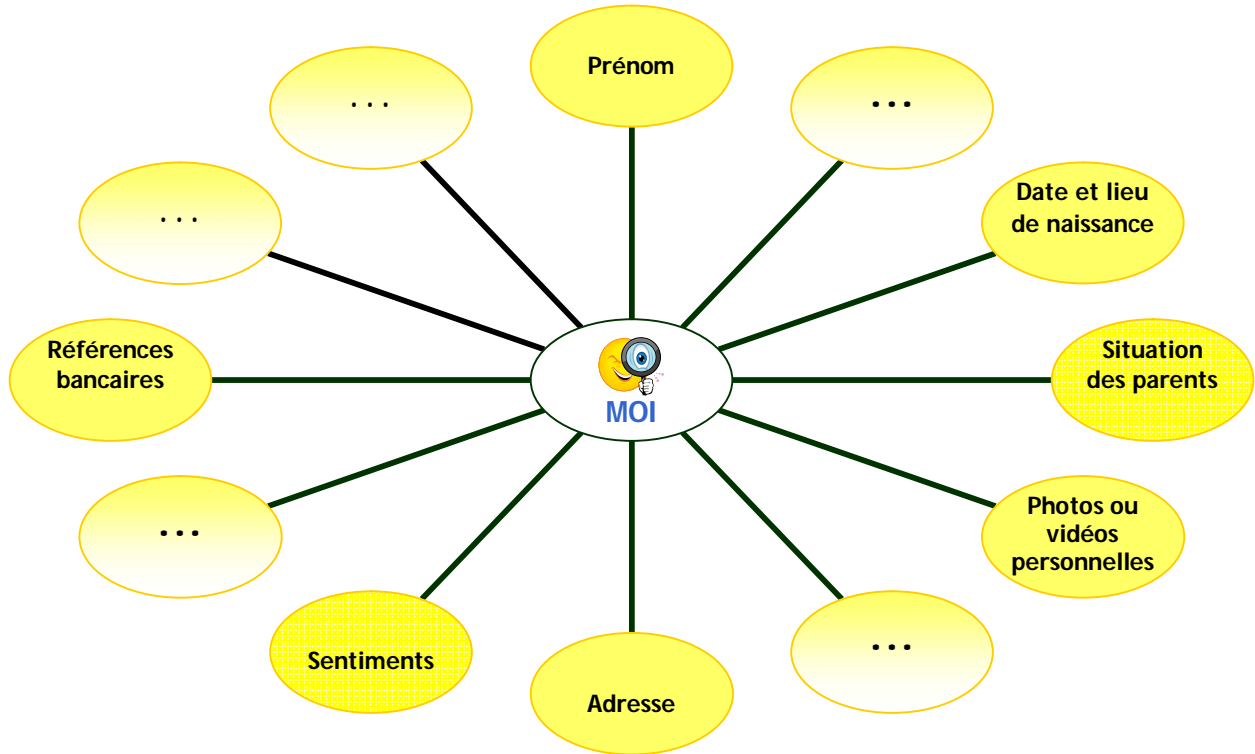 Prénom
. . .
...
. . .
Date et lieu
de naissance
Références
bancaires
MOI
Situation
des parents
...
Photos ou
vidéos
personnelles
Sentiments
Adresse
...